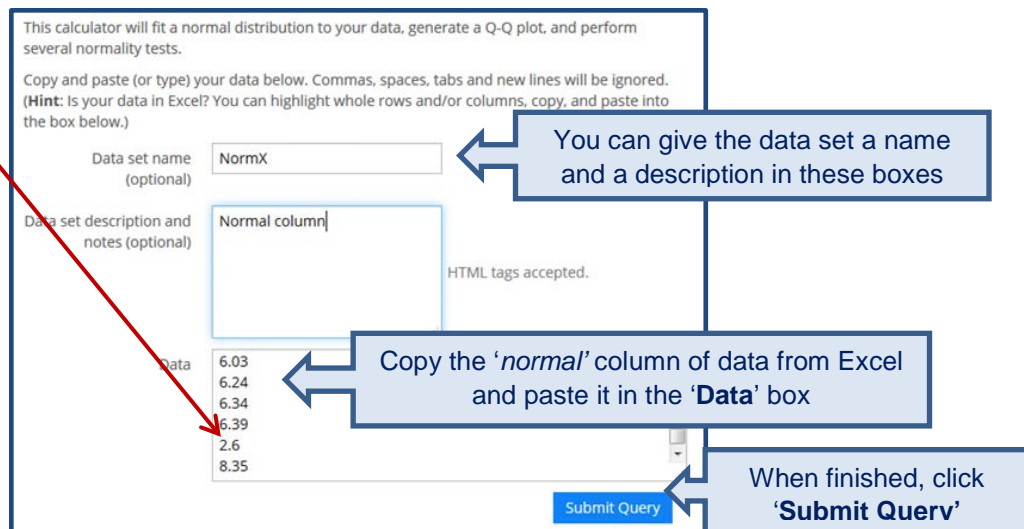 This calculator will fit a normal distribution to your data, generate a Q-Q plot, and perform
several normality tests.
Copy and paste (or type) your data below. Commas, spaces, tabs and new lines will be ignored.
(Hint: Is your data in Excel? You can highlight whole rows and/or columns, copy, and paste into
the box below.)
Data set name
(optional)
NormX
You can give the data set a name
and a description in these boxes
Data set description and
notes (optional)
Normal column
HTML tags accepted.
Data
6.03
6.24
6.34
6.39
2.6
8.35
Copy the ‘normal’ column of data from Excel
and paste it in the ‘Data’ box
Submit Query
When finished, click
‘Submit Query’